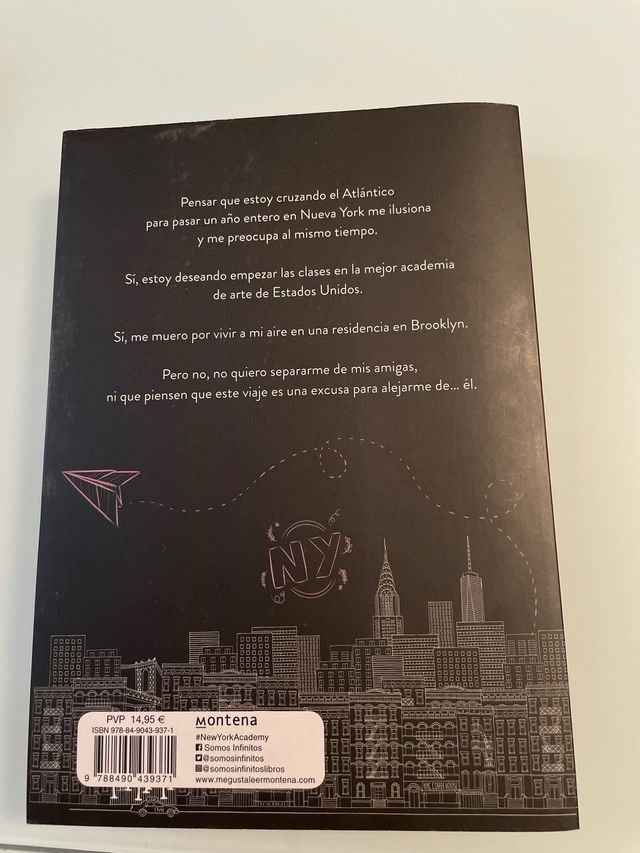 Pensar que estoy cruzando el Atlántico
para pasar un año entero en Nueva York me ilusiona
y me preocupa al mismo tiempo.
Sí, estoy deseando empezar las clases en la mejor academia
de arte de Estados Unidos.
Sí, me muero por vivir a mi aire en una residencia en Brooklyn.
Pero no, no quiero separarme de mis amigas,
ni que piensen que este viaje es una excusa para alejarme de... él.
NY
PVP 14,95 €
ISBN 978-84-9043-937-1
9 788490 439371
Montena
#NewYorkAcademy
Somos Infinitos
@somosinfinitos
@somosinfinitoslibros
www.megustaleermontena.com